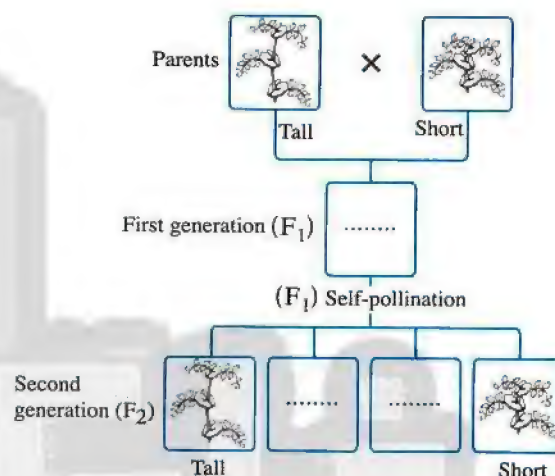 Parents
×
Tall
Short
First generation (F₁)
........
(F₁) Self-pollination
Second
generation (F₂)
........
........
Tall
Short